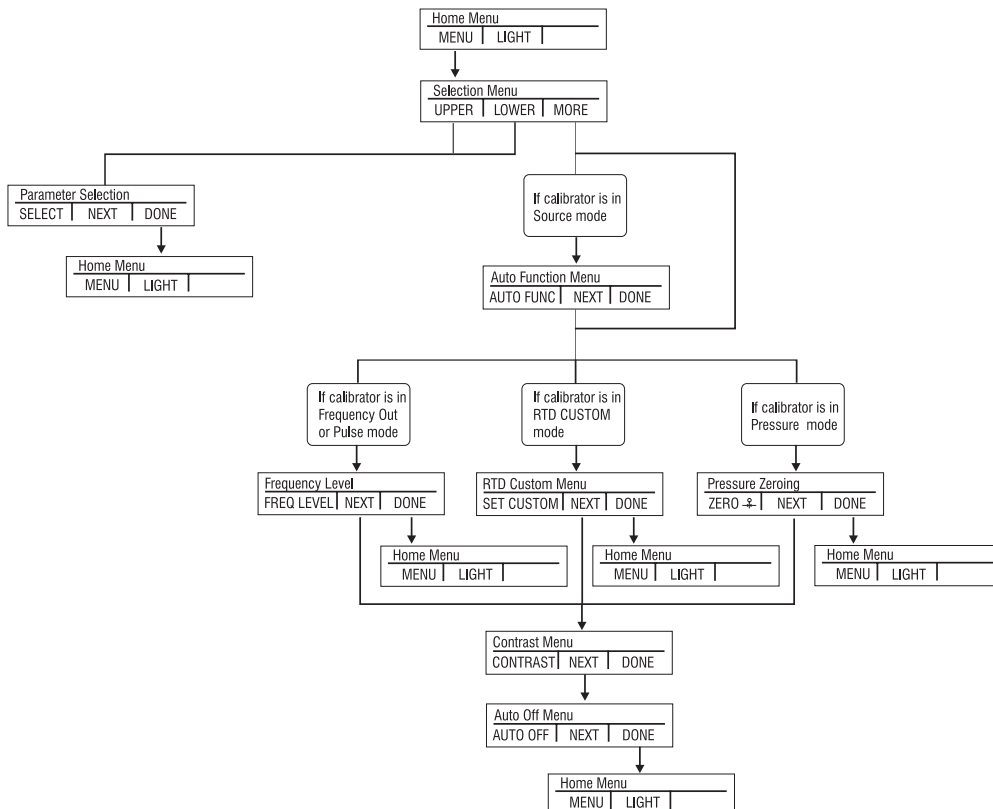 Home Menu
MENU LIGHT
Selection Menu
UPPER LOWER MORE
Parameter Selection
SELECT NEXT DONE
Home Menu
MENU LIGHT
If calibrator is in
Source mode
Auto Function Menu
AUTO FUNC NEXT DONE
If calibrator is in
Frequency Out
or Pulse mode
If calibrator is in
RTD CUSTOM
mode
If calibrator is in
Pressure mode
Frequency Level
FREQ LEVEL NEXT DONE
RTD Custom Menu
SET CUSTOM NEXT DONE
Pressure Zeroing
ZERO NEXT DONE
Home Menu
MENU LIGHT
Home Menu
MENU LIGHT
Home Menu
MENU LIGHT
Contrast Menu
CONTRAST NEXT DONE
Auto Off Menu
AUTO OFF NEXT DONE
Home Menu
MENU LIGHT